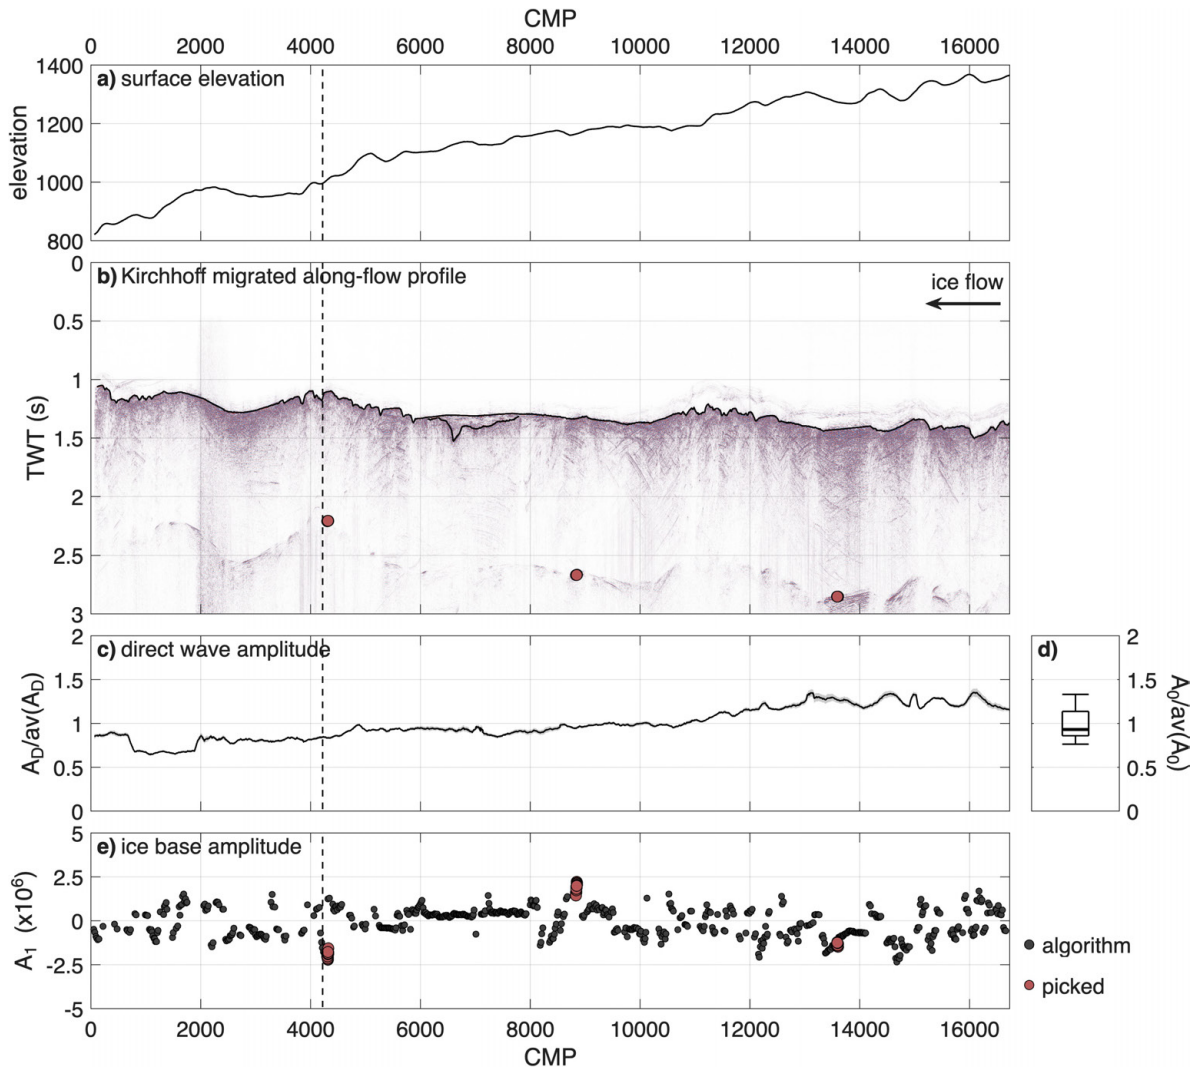 CMP
0 2000 4000 6000 8000 10000 12000 14000 16000
1400
a) surface elevation
1200
elevation
1000
800
0
b) Kirchhoff migrated along-flow profile
ice flow
0.5
1
TWT (s)
1.5
2
2.5
3
2
c) direct wave amplitude
1.5
A_D/av(A_D)
1
0.5
0
d)
2
1.5
1
A_0/av(A_0)
0.5
0
5
e) ice base amplitude
2.5
A_1 (x10^6)
0
-2.5
-5
algorithm
picked
0 2000 4000 6000 8000 10000 12000 14000 16000
CMP